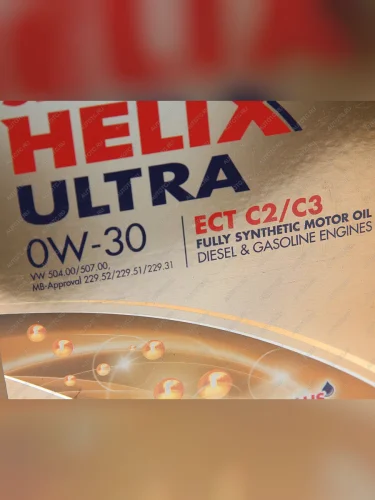 HELIX
ULTRA
0W-30
VW 504.00/507.00,
MB-Approval 229.52/229.51/229.31
ECT C2/C3
FULLY SYNTHETIC MOTOR OIL
DIESEL & GASOLINE ENGINES